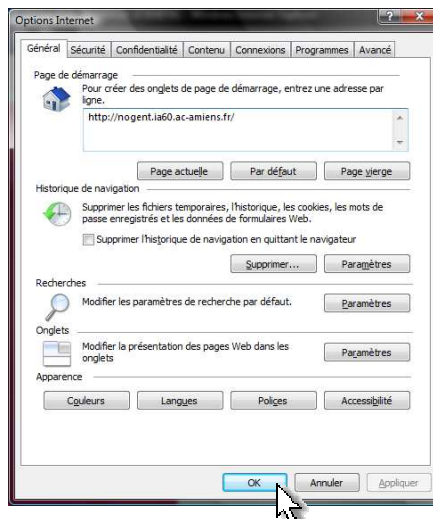 Options Internet
Général Sécurité Confidentialité Contenu Connexions Programmes Avancé
Page de démarrage
Pour créer des onglets de page de démarrage, entrez une adresse par
ligne.
http://nogent.ia60.ac-amiens.fr/
Page actuelle Par défaut Page vierge
Historique de navigation
Supprimer les fichiers temporaires, l'historique, les cookies, les mots de
passe enregistrés et les données de formulaires Web.
Supprimer l'historique de navigation en quittant le navigateur
Supprimer... Paramètres
Recherches
Modifier les paramètres de recherche par défaut.
Paramètres
Onglets
Modifier la présentation des pages Web dans les
onglets
Paramètres
Apparence
Couleurs Langues Polices Accessibilité
OK Annuler Appliquer